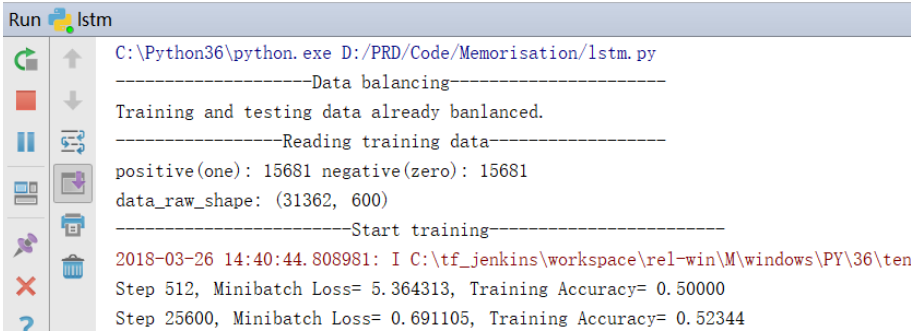 Run lstm
C:\Python36\python.exe D:/PRD/Code/Memorisation/lstm.py
--------------------Data balancing----------------------
Training and testing data already banlanced.
-----------------Reading training data------------------
positive(one): 15681 negative(zero): 15681
data_raw_shape: (31362, 600)
------------------------Start training------------------------
2018-03-26 14:40:44.808981: I C:\tf_jenkins\workspace\rel-win\M\windows\PY\36\ten
Step 512, Minibatch Loss= 5.364313, Training Accuracy= 0.50000
Step 25600, Minibatch Loss= 0.691105, Training Accuracy= 0.52344